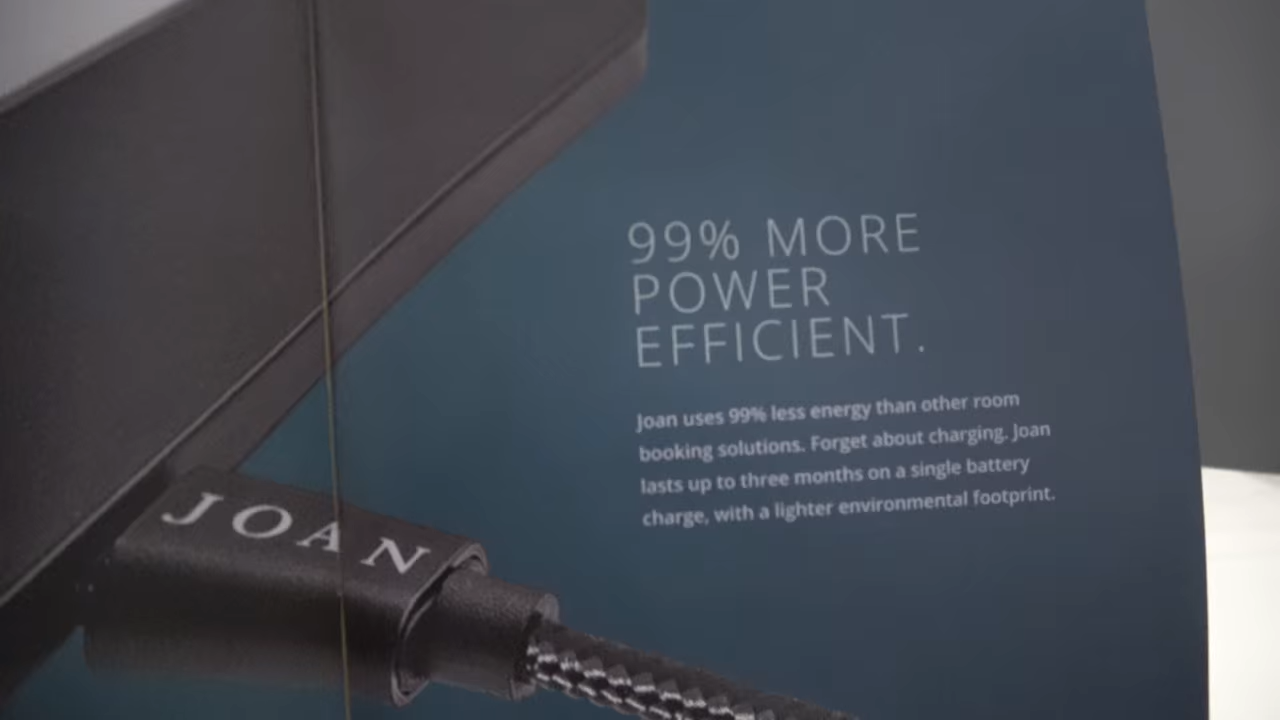 99% MORE
POWER
EFFICIENT.
Joan uses 99% less energy than other room
booking solutions. Forget about charging. Joan
lasts up to three months on a single battery
charge, with a lighter environmental footprint.
JOAN